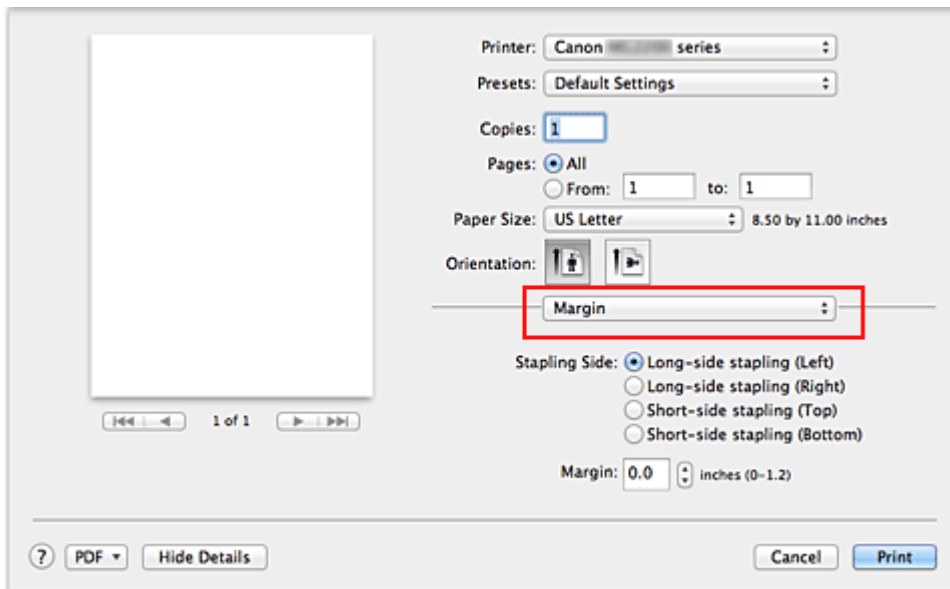 Printer: Canon series
Presets: Default Settings
Copies: 1
Pages: All
From: 1 to: 1
Paper Size: US Letter 8.50 by 11.00 inches
Orientation:
Margin
Stapling Side: Long-side stapling (Left)
Long-side stapling (Right)
Short-side stapling (Top)
Short-side stapling (Bottom)
1 of 1
Margin: 0.0 inches (0-1.2)
? PDF Hide Details Cancel Print